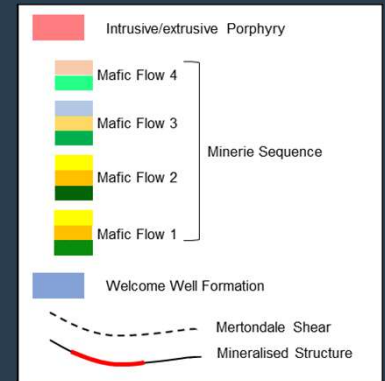 Intrusive/extrusive Porphyry
Mafic Flow 4
Mafic Flow 3
Minerie Sequence
Mafic Flow 2
Mafic Flow 1
Welcome Well Formation
Mertondale Shear
Mineralised Structure